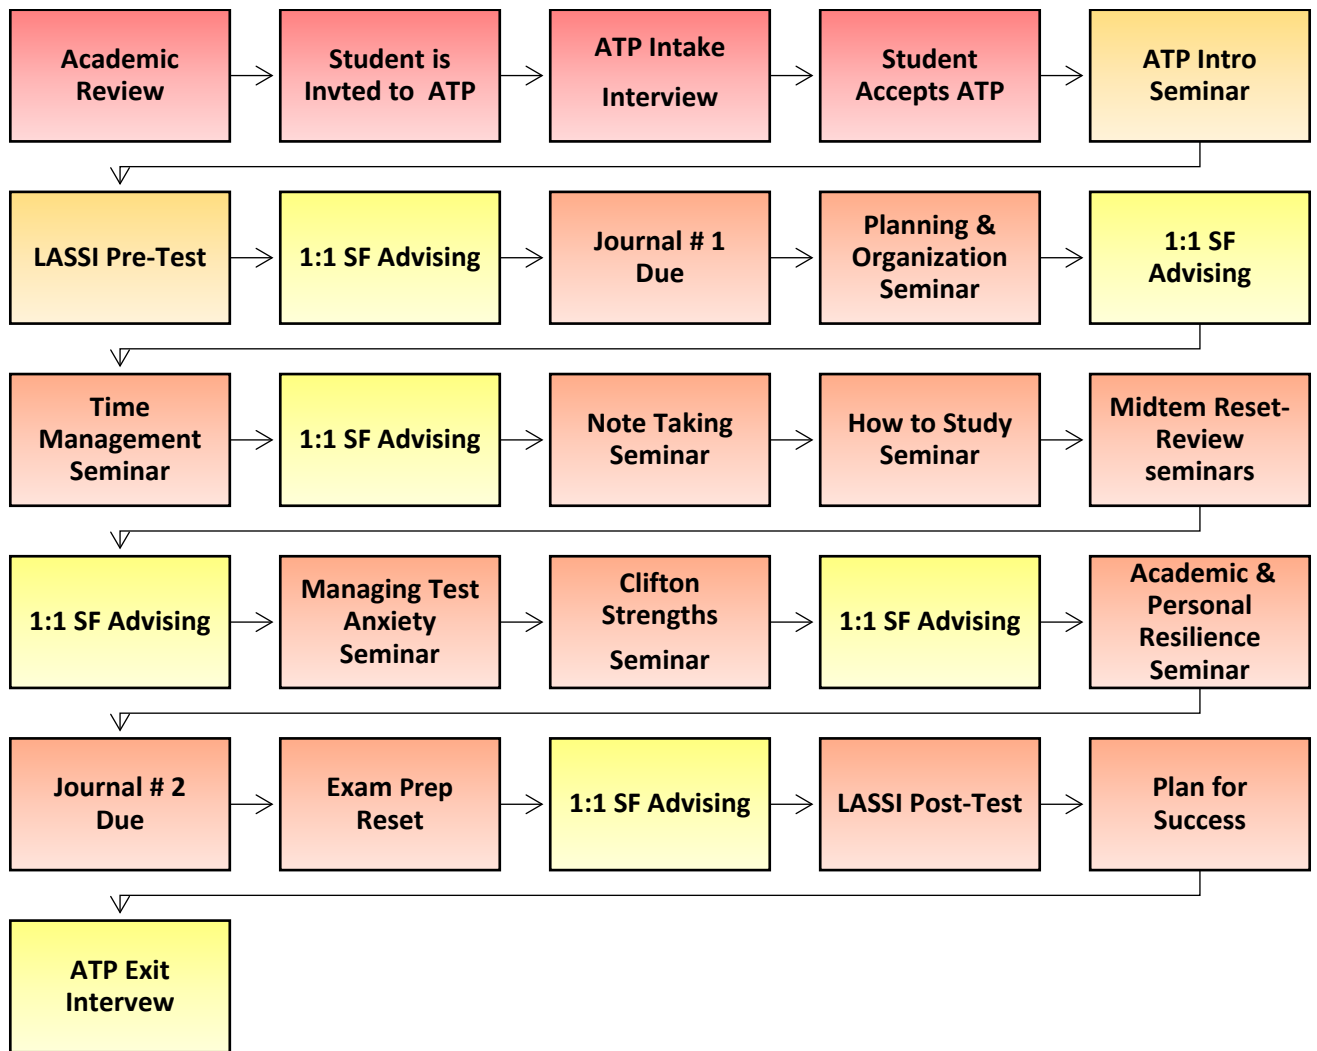 Academic
Review
Student is
Invted to ATP
ATP Intake
Interview
Student
Accepts ATP
ATP Intro
Seminar
LASSI Pre-Test
1:1 SF Advising
Journal # 1
Due
Planning &
Organization
Seminar
1:1 SF
Advising
Time
Management
Seminar
1:1 SF Advising
Note Taking
Seminar
How to Study
Seminar
Midtem Reset-
Review
seminars
1:1 SF Advising
Managing Test
Anxiety
Seminar
Clifton
Strengths
Seminar
1:1 SF Advising
Academic &
Personal
Resilience
Seminar
Journal # 2
Due
Exam Prep
Reset
1:1 SF Advising
LASSI Post-Test
Plan for
Success
ATP Exit
Intervew